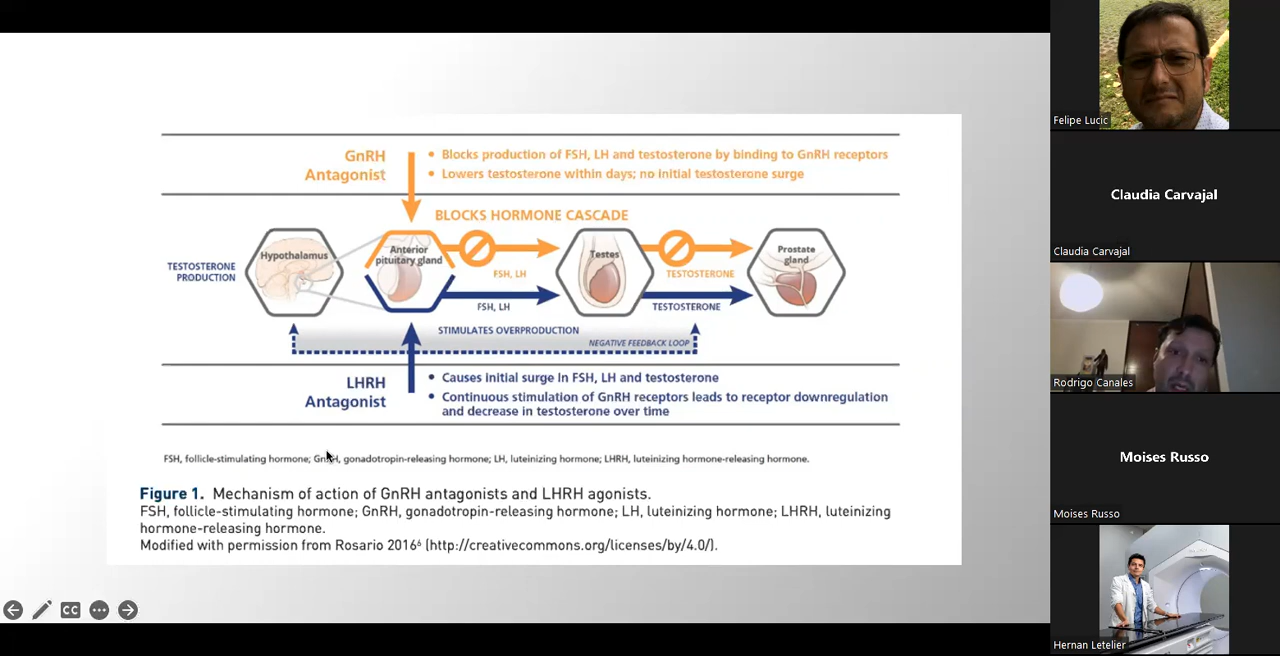 GnRH
Antagonist
• Blocks production of FSH, LH and testosterone by binding to GnRH receptors
• Lowers testosterone within days; no initial testosterone surge
BLOCKS HORMONE CASCADE
TESTOSTERONE
PRODUCTION
Hypothalamus
Anterior
pituitary gland
FSH, LH
Testes
TESTOSTERONE
Prostate
gland
FSH, LH
TESTOSTERONE
STIMULATES OVERPRODUCTION
NEGATIVE FEEDBACK LOOP
LHRH
Antagonist
• Causes initial surge in FSH, LH and testosterone
• Continuous stimulation of GnRH receptors leads to receptor downregulation
and decrease in testosterone over time
FSH, follicle-stimulating hormone; GnRH, gonadotropin-releasing hormone; LH, luteinizing hormone; LHRH, luteinizing hormone-releasing hormone.
Figure 1. Mechanism of action of GnRH antagonists and LHRH agonists.
FSH, follicle-stimulating hormone; GnRH, gonadotropin-releasing hormone; LH, luteinizing hormone; LHRH, luteinizing
hormone-releasing hormone.
Modified with permission from Rosario 2016⁶ (http://creativecommons.org/licenses/by/4.0/).
CC
Felipe Lucic
Claudia Carvajal
Claudia Carvajal
Rodrigo Canales
Moises Russo
Moises Russo
Hernan Letelier